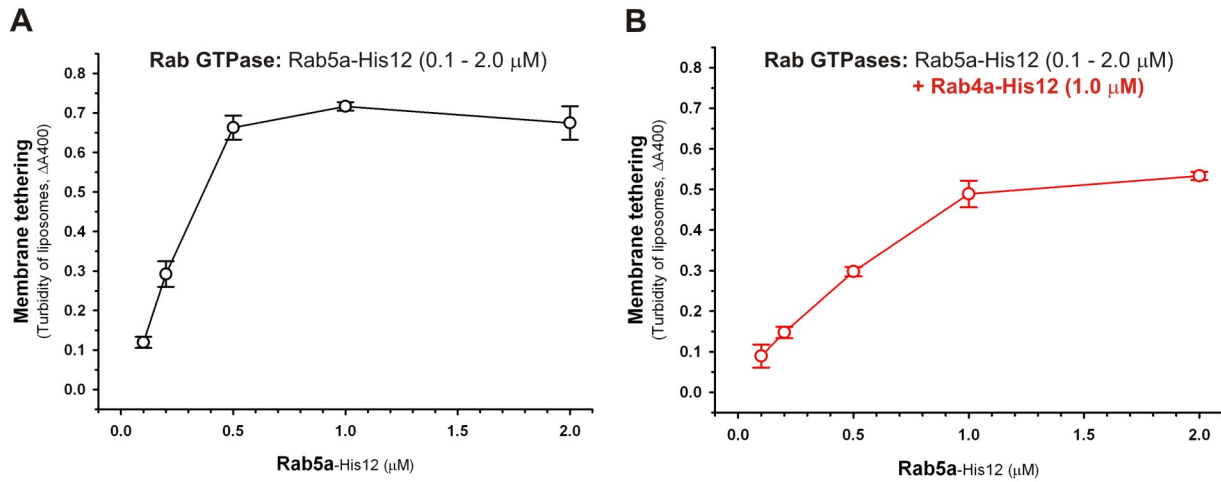 A
Rab GTPase: Rab5a-His12 (0.1 - 2.0 μM)
Membrane tethering
(Turbidity of liposomes, ΔA400)
0.8
0.7
0.6
0.5
0.4
0.3
0.2
0.1
0.0
0.0 0.5 1.0 1.5 2.0
Rab5a-His12 (μM)
B
Rab GTPases: Rab5a-His12 (0.1 - 2.0 μM)
+ Rab4a-His12 (1.0 μM)
Membrane tethering
(Turbidity of liposomes, ΔA400)
0.8
0.7
0.6
0.5
0.4
0.3
0.2
0.1
0.0
0.0 0.5 1.0 1.5 2.0
Rab5a-His12 (μM)